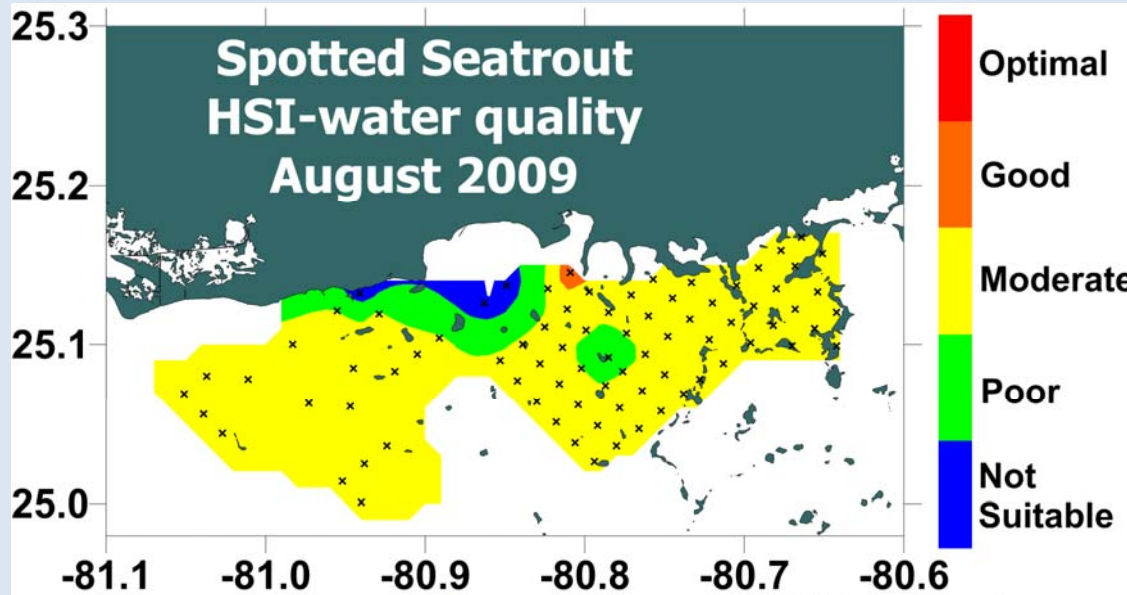 Spotted Seatrout
HSI-water quality
August 2009
25.3
25.2
25.1
25.0
-81.1
-81.0
-80.9
-80.8
-80.7
-80.6
Optimal
Good
Moderate
Poor
Not
Suitable